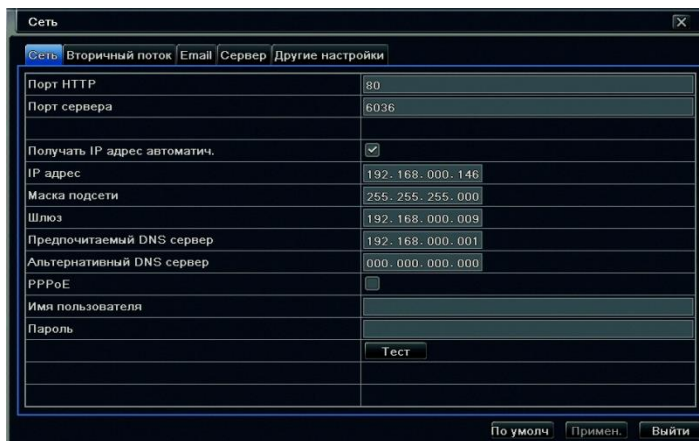 Сеть
Сеть Вторичный поток Email Сервер Другие настройки
Порт HTTP 80
Порт сервера 6036
Получать IP адрес автоматич.
IP адрес 192.168.000.146
Маска подсети 255.255.255.000
Шлюз 192.168.000.009
Предпочитаемый DNS сервер 192.168.000.001
Альтернативный DNS сервер 000.000.000.000
PPPoE
Имя пользователя
Пароль
Тест
По умолч Примен. Выйти